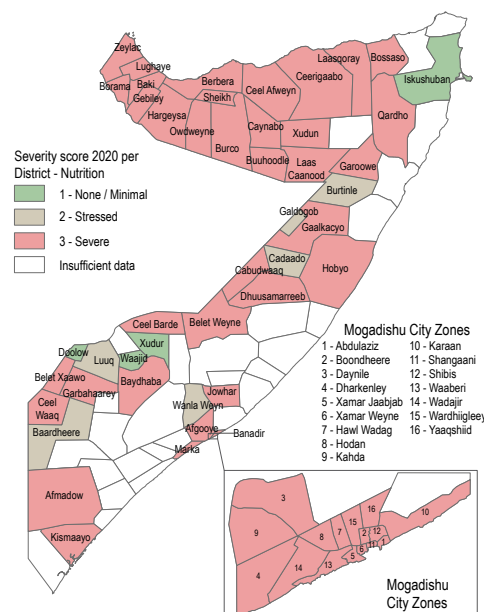 Zeylac
Lughaye
Baki
Borama
Gebiley
Hargeysa
Berbera
Sheikh
Owdweyne
Burco
Ceel Afweyn
Ceerigaabo
Laasqoray
Bossaso
Iskushuban
Qardho
Caynabo
Xudun
Buuhoodle
Laas
Caanood
Garoowe
Burtinle
Galdogob
Gaalkacyo
Cadaado
Cabudwaaq
Hobyo
Dhuusamarreeb
Severity score 2020 per
District - Nutrition
1 - None / Minimal
2 - Stressed
3 - Severe
Insufficient data
Ceel Barde
Belet Weyne
Xudur
Doolow
Luuq
Waajid
Belet Xaawo
Garbahaarey
Baydhaba
Ceel
Waaq
Baardheere
Wanla Weyn
Jowhar
Afgooye
Banadir
Marka
Afmadow
Kismaayo
Mogadishu City Zones
1 - Abdulaziz
2 - Boondheere
3 - Daynile
4 - Dharkenley
5 - Xamar Jaabjab
6 - Xamar Weyne
7 - Hawl Wadag
8 - Hodan
9 - Kahda
10 - Karaan
11 - Shangaani
12 - Shibis
13 - Waaberi
14 - Wadajir
15 - Wardhiigleey
16 - Yaaqshiid
3
9
4
14
8
13
7
15
16
5
6
2
12
11
1
10
Mogadishu
City Zones